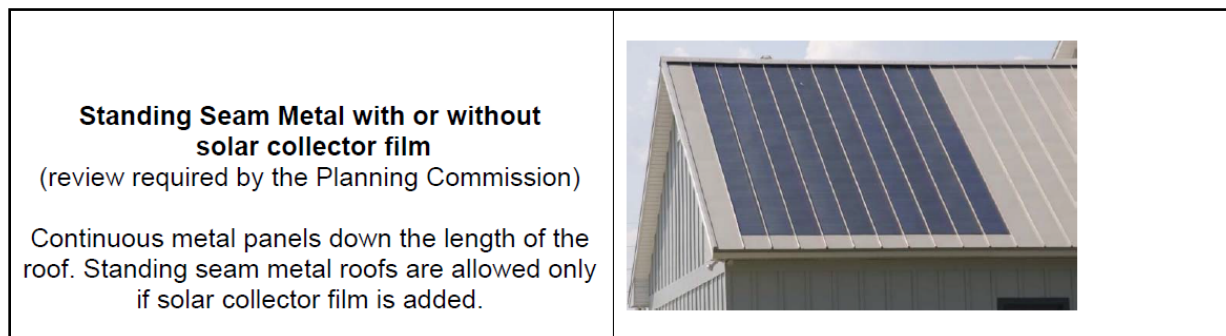 Standing Seam Metal with or without
solar collector film
(review required by the Planning Commission)
Continuous metal panels down the length of the
roof. Standing seam metal roofs are allowed only
if solar collector film is added.